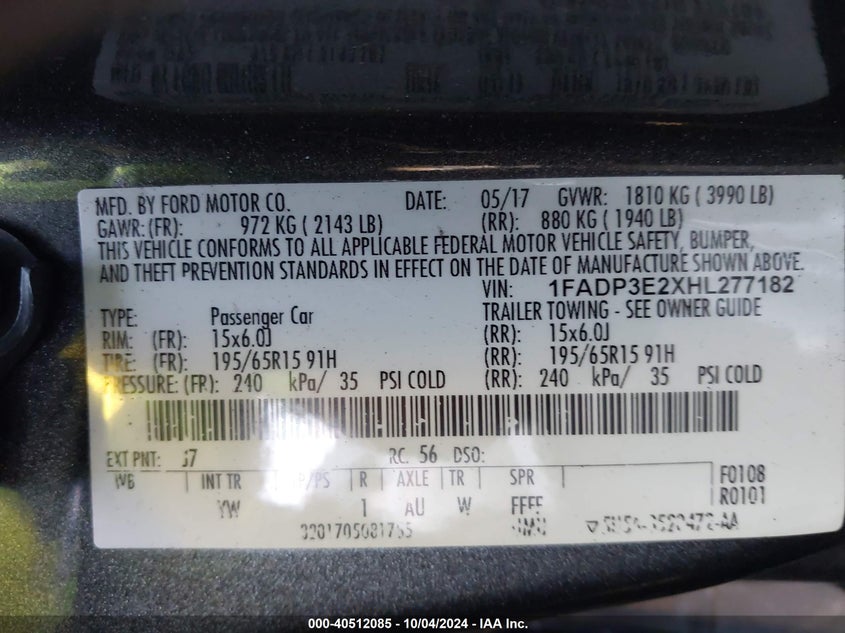 MFD. BY FORD MOTOR CO. DATE: 05/17 GVWR: 1810 KG ( 3990 LB)
GAWR: (FR): 972 KG ( 2143 LB) (RR): 880 KG ( 1940 LB)
THIS VEHICLE CONFORMS TO ALL APPLICABLE FEDERAL MOTOR VEHICLE SAFETY, BUMPER,
AND THEFT PREVENTION STANDARDS IN EFFECT ON THE DATE OF MANUFACTURE SHOWN ABOVE.
VIN: 1FADP3E2XHL277182
TYPE: Passenger Car TRAILER TOWING - SEE OWNER GUIDE
RIM: (FR): 15x6.0J (RR): 15x6.0J
TIRE: (FR): 195/65R15 91H (RR): 195/65R15 91H
PRESSURE: (FR): 240 kPa/ 35 PSI COLD (RR): 240 kPa/ 35 PSI COLD
EXT PNT: RC: 56 DSO:
WB INT TR TP/PS R AXLE TR SPR F0108
YW 1 AU W FFFF R0101
000-40512085 - 10/04/2024 - IAA Inc.